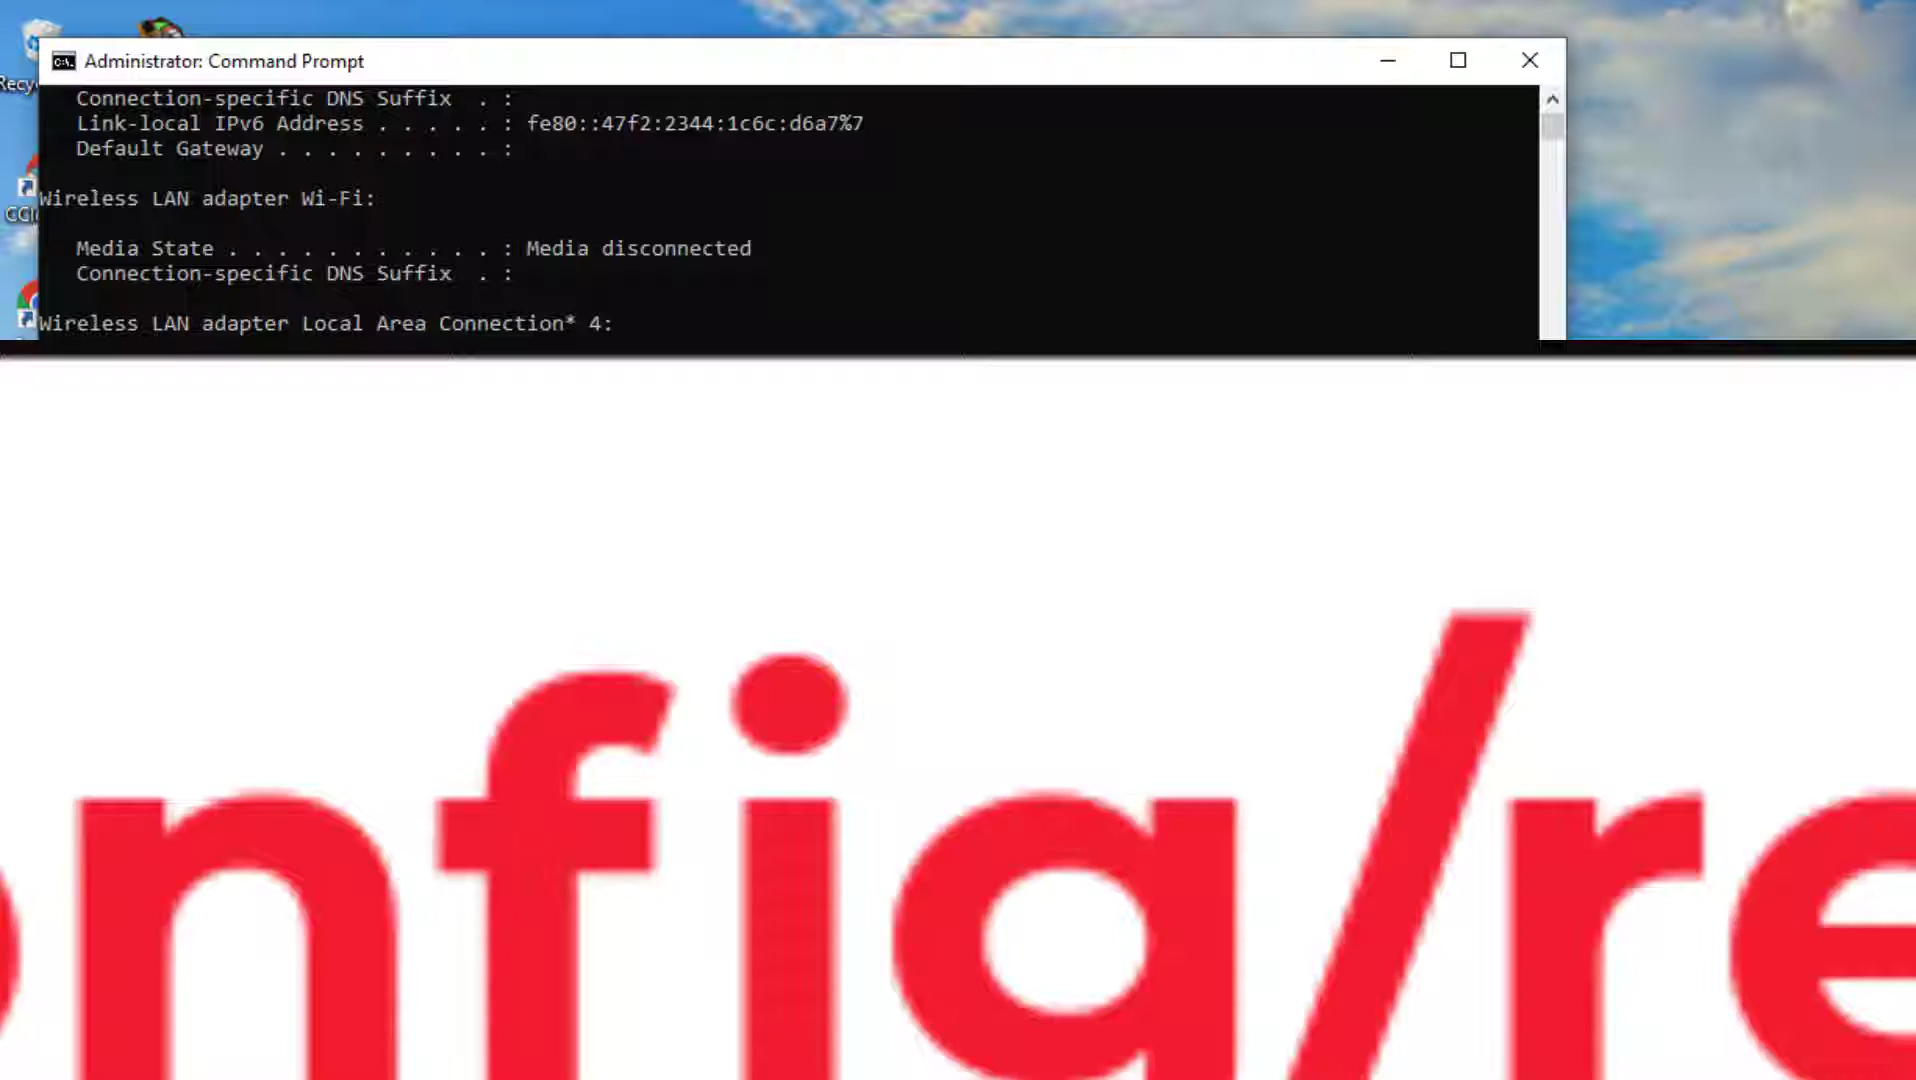 Administrator: Command Prompt
Connection-specific DNS Suffix . :
Link-local IPv6 Address . . . . . : fe80::47f2:2344:1c6c:d6a7%7
Default Gateway . . . . . . . . . :
Wireless LAN adapter Wi-Fi:
Media State . . . . . . . . . . . : Media disconnected
Connection-specific DNS Suffix . :
Wireless LAN adapter Local Area Connection* 4:
onfig/re